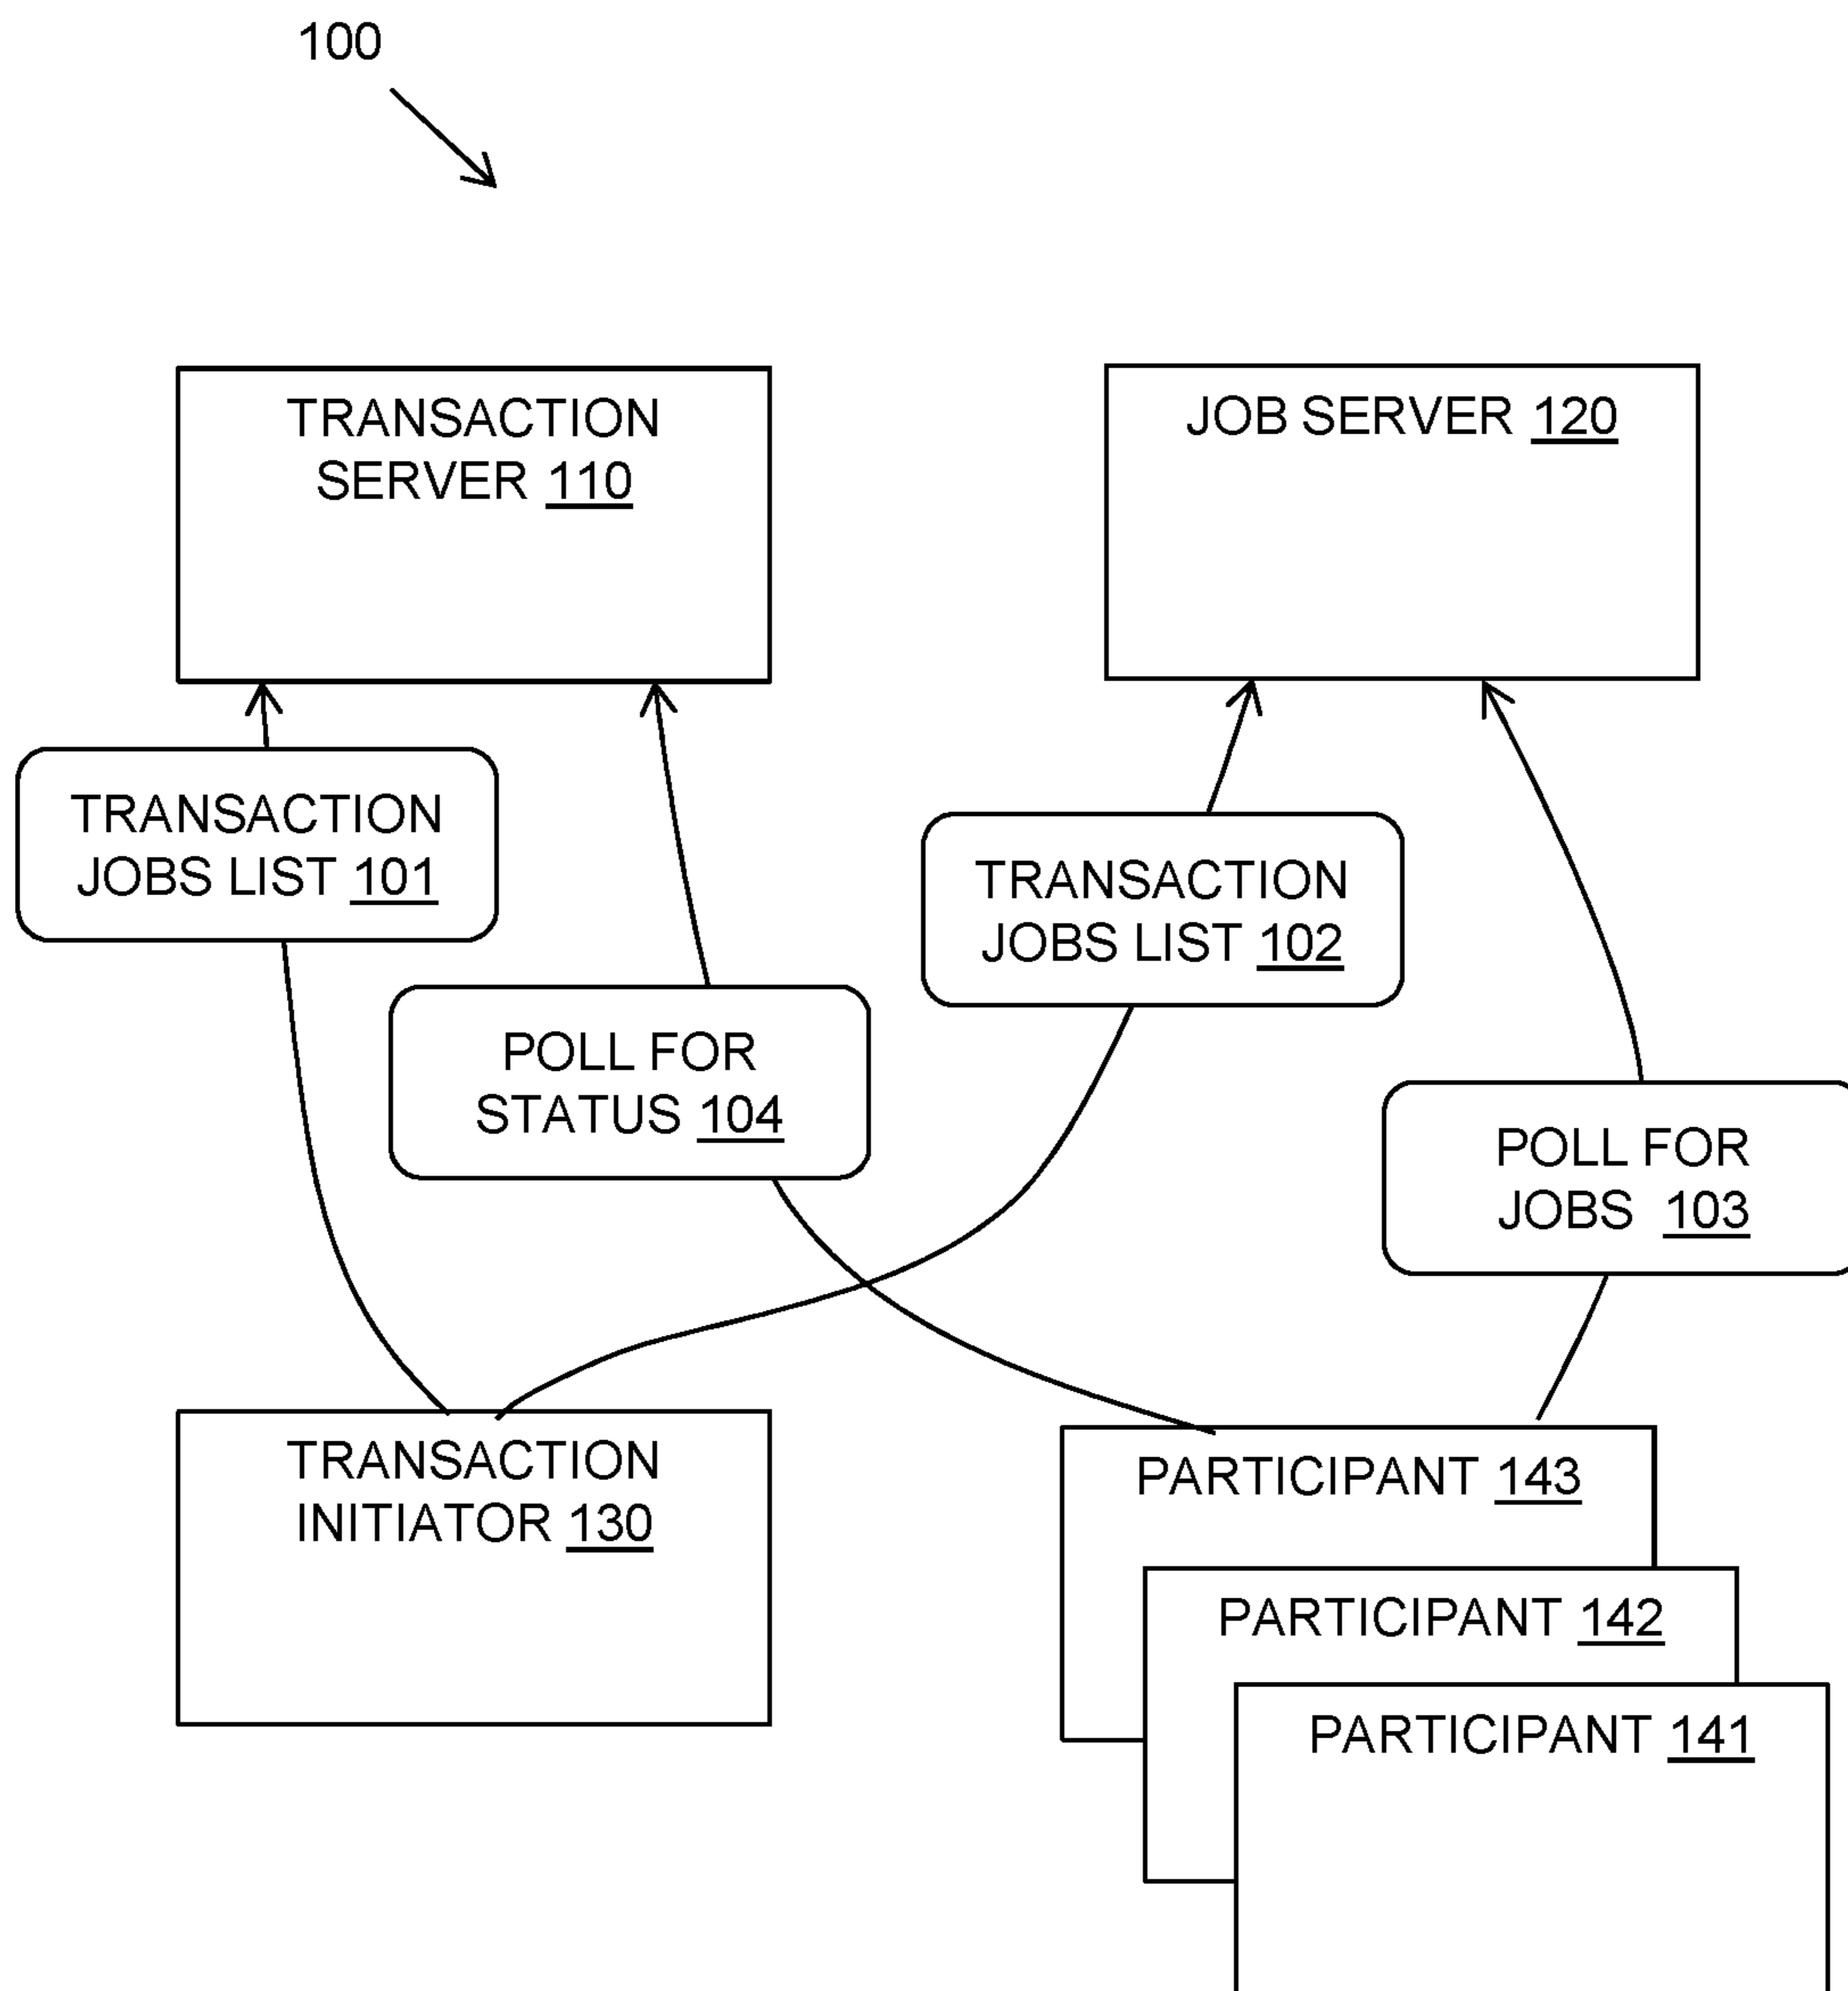 100
TRANSACTION
SERVER 110
JOB SERVER 120
TRANSACTION
JOBS LIST 101
TRANSACTION
JOBS LIST 102
POLL FOR
STATUS 104
POLL FOR
JOBS 103
TRANSACTION
INITIATOR 130
PARTICIPANT 143
PARTICIPANT 142
PARTICIPANT 141